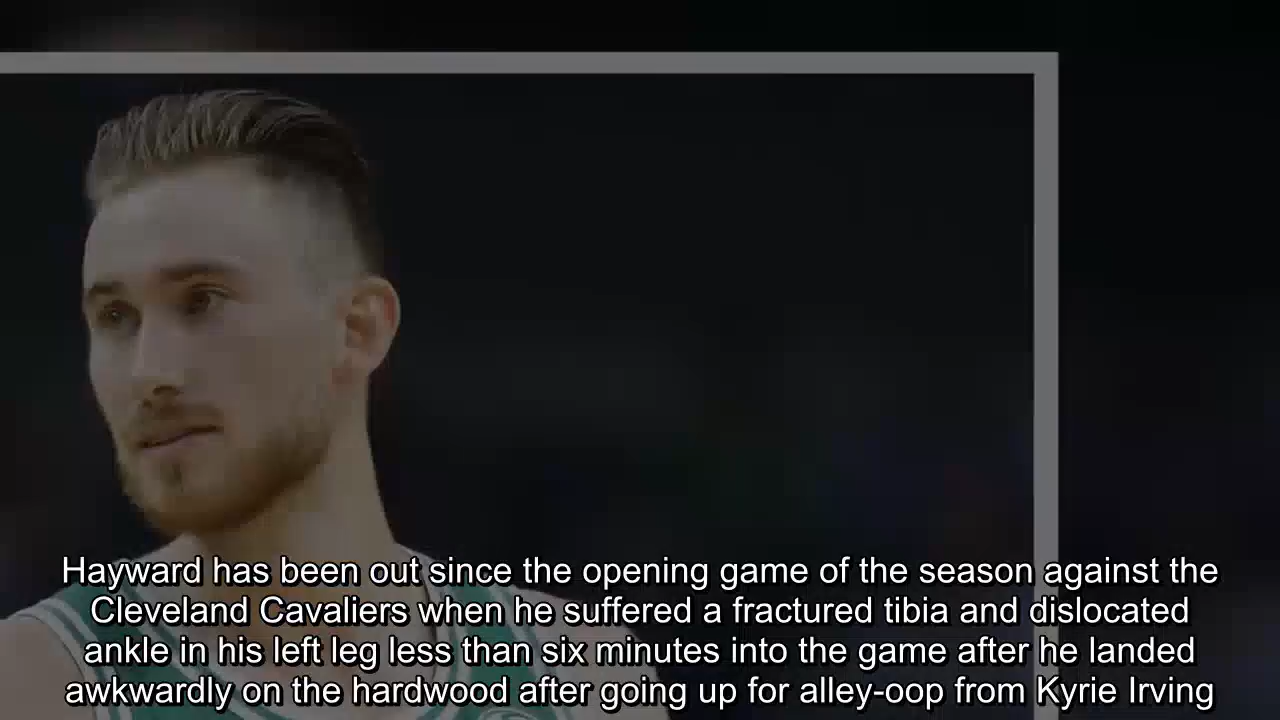 Hayward has been out since the opening game of the season against the
Cleveland Cavaliers when he suffered a fractured tibia and dislocated
ankle in his left leg less than six minutes into the game after he landed
awkwardly on the hardwood after going up for alley-oop from Kyrie Irving